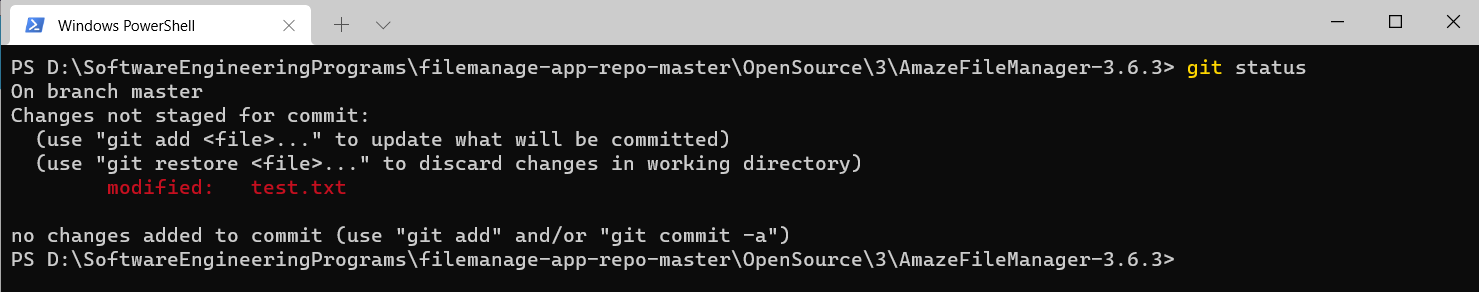 Windows PowerShell
PS D:\SoftwareEngineeringPrograms\filemanage-app-repo-master\OpenSource\3\AmazeFileManager-3.6.3> git status
On branch master
Changes not staged for commit:
  (use "git add <file>..." to update what will be committed)
  (use "git restore <file>..." to discard changes in working directory)
        modified:   test.txt

no changes added to commit (use "git add" and/or "git commit -a")
PS D:\SoftwareEngineeringPrograms\filemanage-app-repo-master\OpenSource\3\AmazeFileManager-3.6.3>